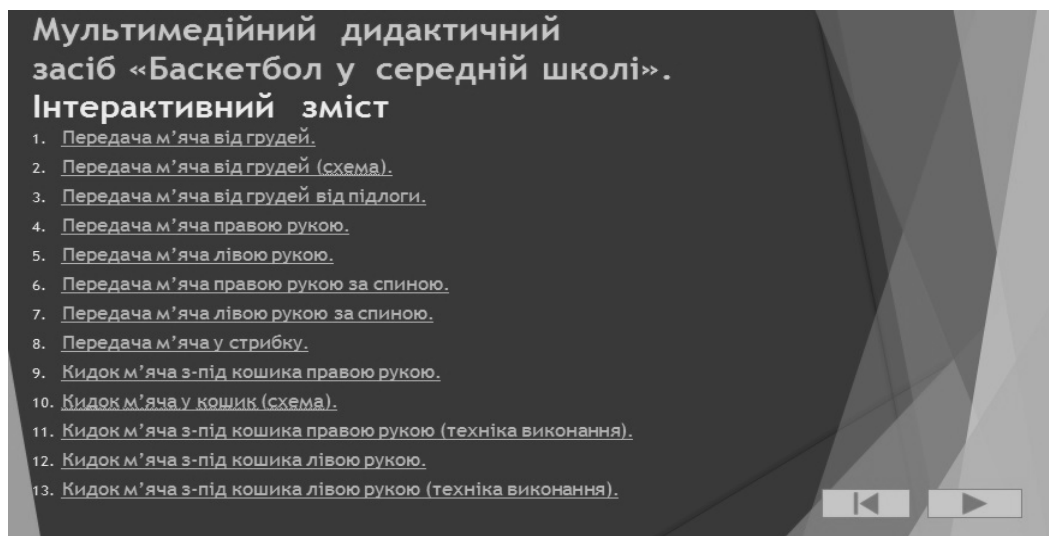 Мультимедійний дидактичний
засіб «Баскетбол у середній школі».
Інтерактивний зміст
1. Передача м’яча від грудей.
2. Передача м’яча від грудей (схема).
3. Передача м’яча від грудей від підлоги.
4. Передача м’яча правою рукою.
5. Передача м’яча лівою рукою.
6. Передача м’яча правою рукою за спиною.
7. Передача м’яча лівою рукою за спиною.
8. Передача м’яча у стрибку.
9. Кидок м’яча з-під кошика правою рукою.
10. Кидок м’яча у кошик (схема).
11. Кидок м’яча з-під кошика правою рукою (техніка виконання).
12. Кидок м’яча з-під кошика лівою рукою.
13. Кидок м’яча з-під кошика лівою рукою (техніка виконання).